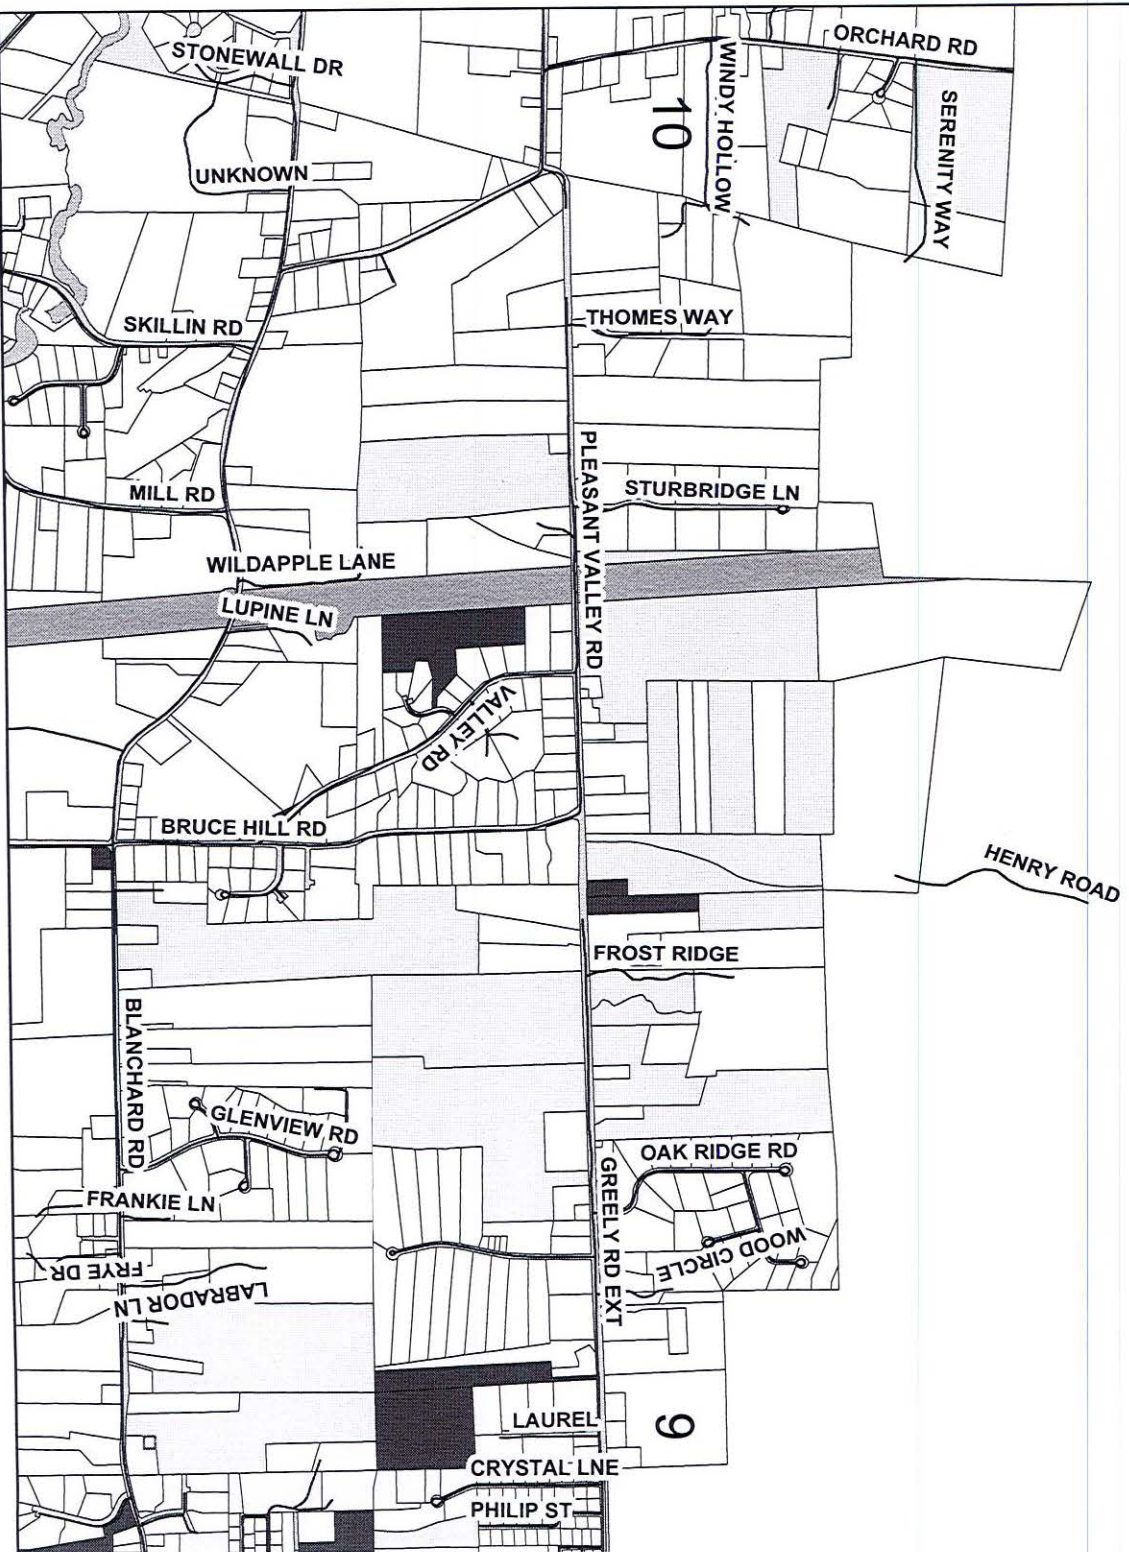 ORCHARD RD
STONEWALL DR
WINDY HOLLOW
10
SERENITY WAY
UNKNOWN
THOMES WAY
SKILLIN RD
PLEASANT VALLEY RD
STURBRIDGE LN
MILL RD
WILDAPPLE LANE
LUPINE LN
VALLEY RD
BRUCE HILL RD
HENRY ROAD
FROST RIDGE
BLANCHARD RD
GLENVIEW RD
OAK RIDGE RD
GREELY RD EXT
FRANKIE LN
WOOD CIRCLE
FRYE DR
LABRADOR LN
9
LAUREL
CRYSTAL LNE
PHILIP ST